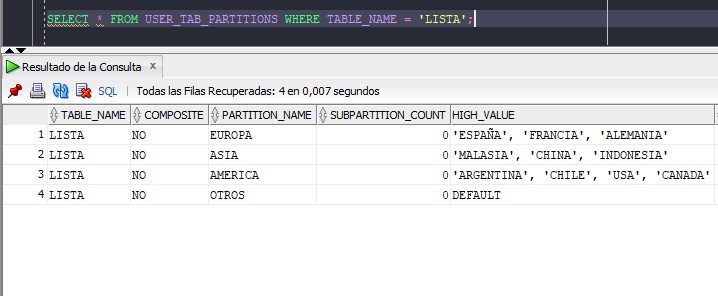 SELECT * FROM USER_TAB_PARTITIONS WHERE TABLE_NAME = 'LISTA';
Resultado de la Consulta x
SQL | Todas las Filas Recuperadas: 4 en 0,007 segundos
TABLE_NAME COMPOSITE PARTITION_NAME SUBPARTITION_COUNT HIGH_VALUE
1 LISTA NO EUROPA 0 'ESPAÑA', 'FRANCIA', 'ALEMANIA'
2 LISTA NO ASIA 0 'MALASIA', 'CHINA', 'INDONESIA'
3 LISTA NO AMERICA 0 'ARGENTINA', 'CHILE', 'USA', 'CANADA'
4 LISTA NO OTROS 0 DEFAULT